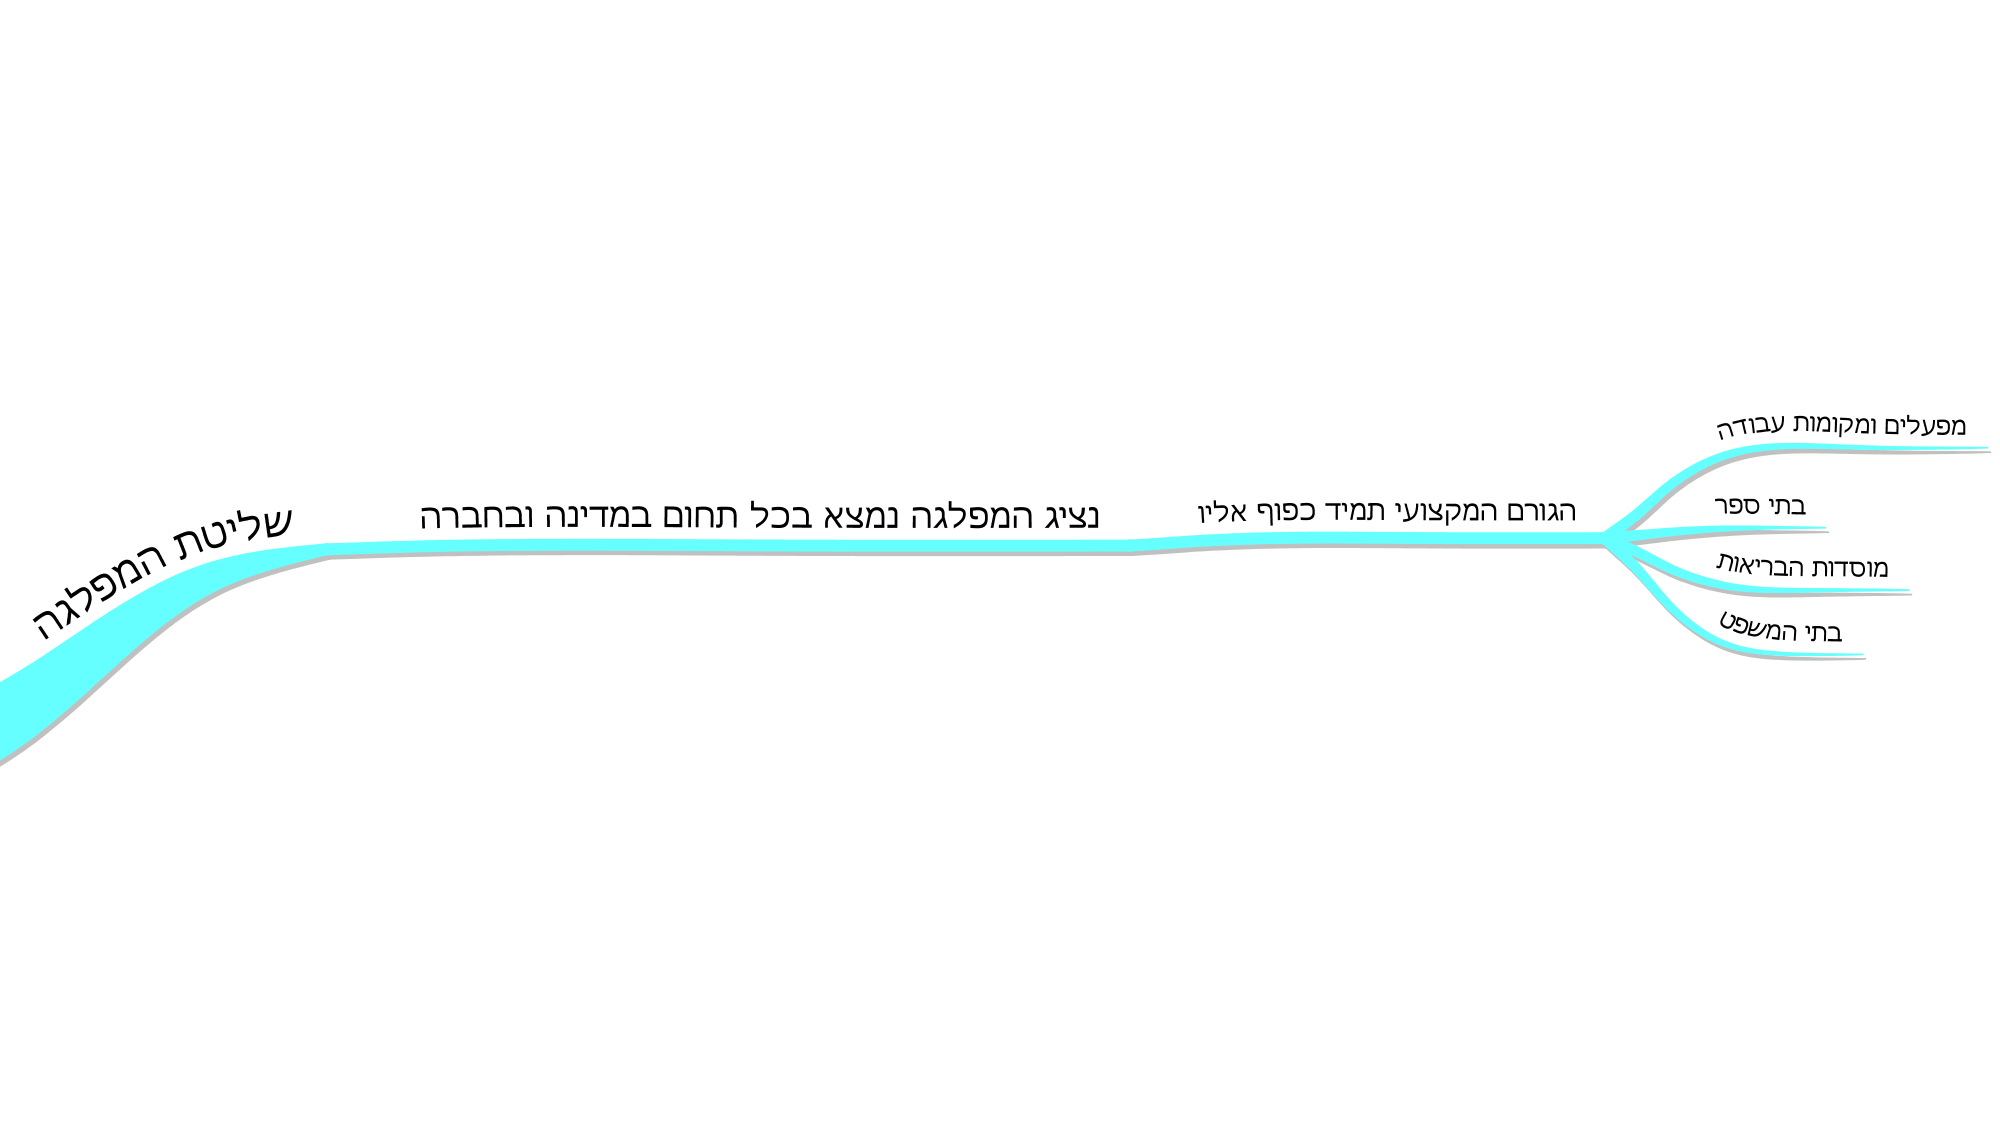 שליטת המפלגה
נציג המפלגה נמצא בכל תחום במדינה ובחברה
הגורם המקצועי תמיד כפוף אליו
מפעלים ומקומות עבודה
בתי ספר
מוסדות הבריאות
בתי המשפט